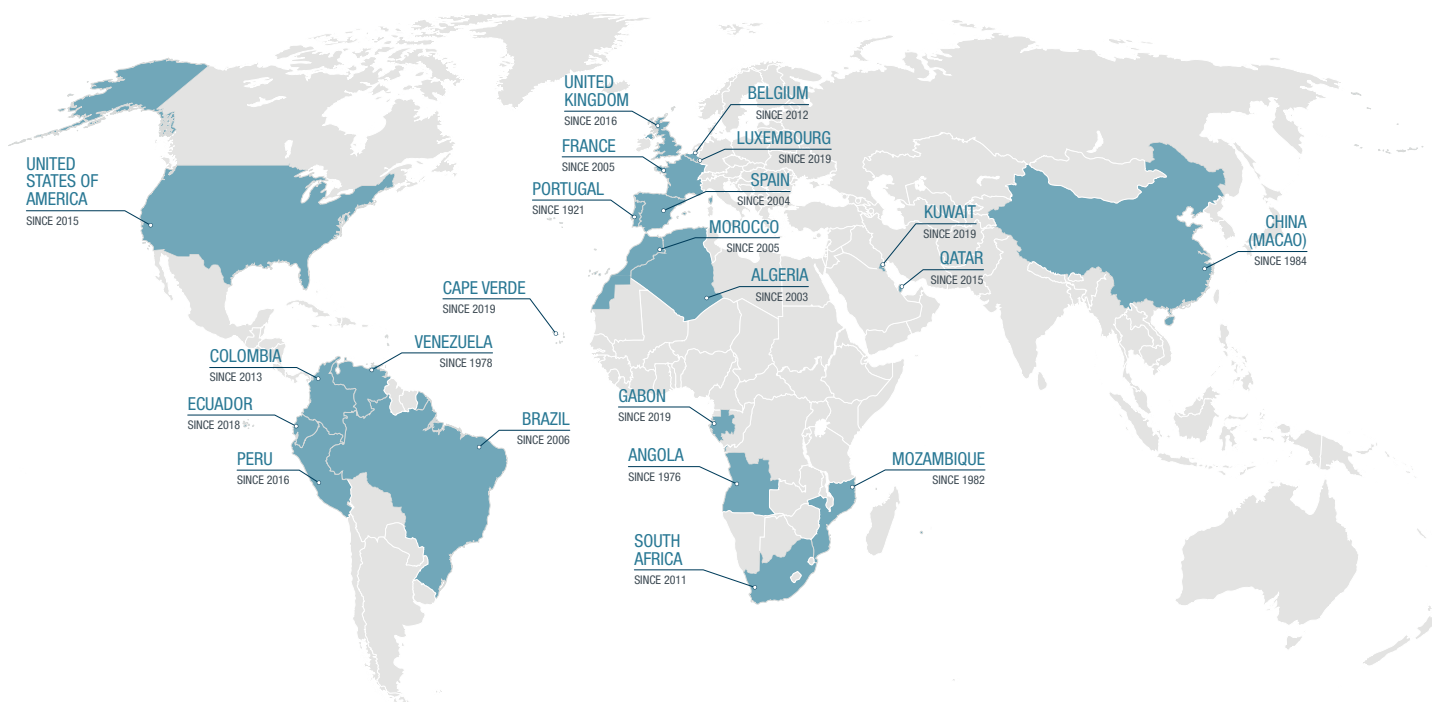 UNITED
STATES OF
AMERICA
SINCE 2015
UNITED
KINGDOM
SINCE 2016
FRANCE
SINCE 2005
PORTUGAL
SINCE 1921
BELGIUM
SINCE 2012
LUXEMBOURG
SINCE 2019
SPAIN
SINCE 2004
MOROCCO
SINCE 2005
ALGERIA
SINCE 2003
KUWAIT
SINCE 2019
QATAR
SINCE 2015
CHINA
(MACAO)
SINCE 1984
CAPE VERDE
SINCE 2019
VENEZUELA
SINCE 1978
COLOMBIA
SINCE 2013
ECUADOR
SINCE 2018
PERU
SINCE 2016
BRAZIL
SINCE 2006
GABON
SINCE 2019
ANGOLA
SINCE 1976
MOZAMBIQUE
SINCE 1982
SOUTH
AFRICA
SINCE 2011